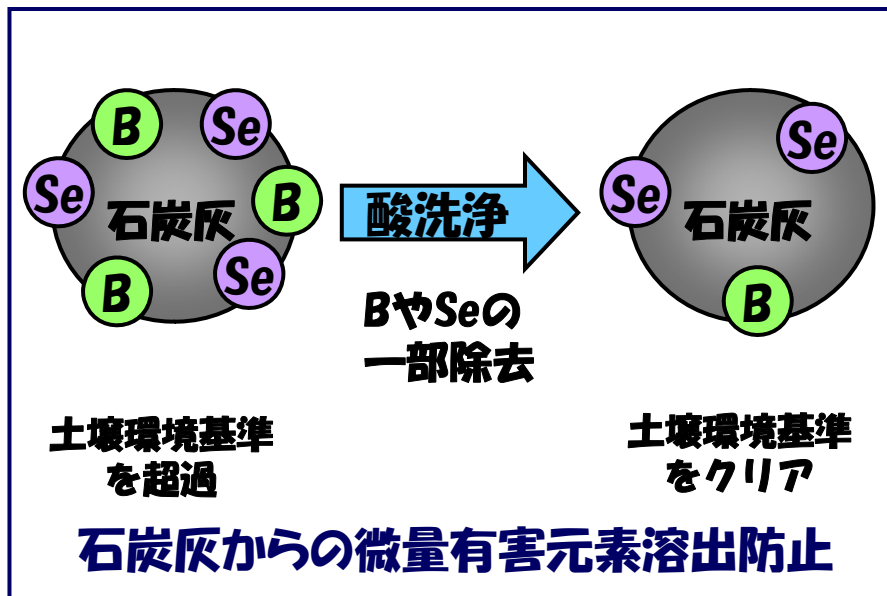 B
Se
Se
石炭灰
B
B
Se
酸洗浄
BやSeの
一部除去
Se
Se
石炭灰
B
土壌環境基準
を超過
土壌環境基準
をクリア
石炭灰からの微量有害元素溶出防止